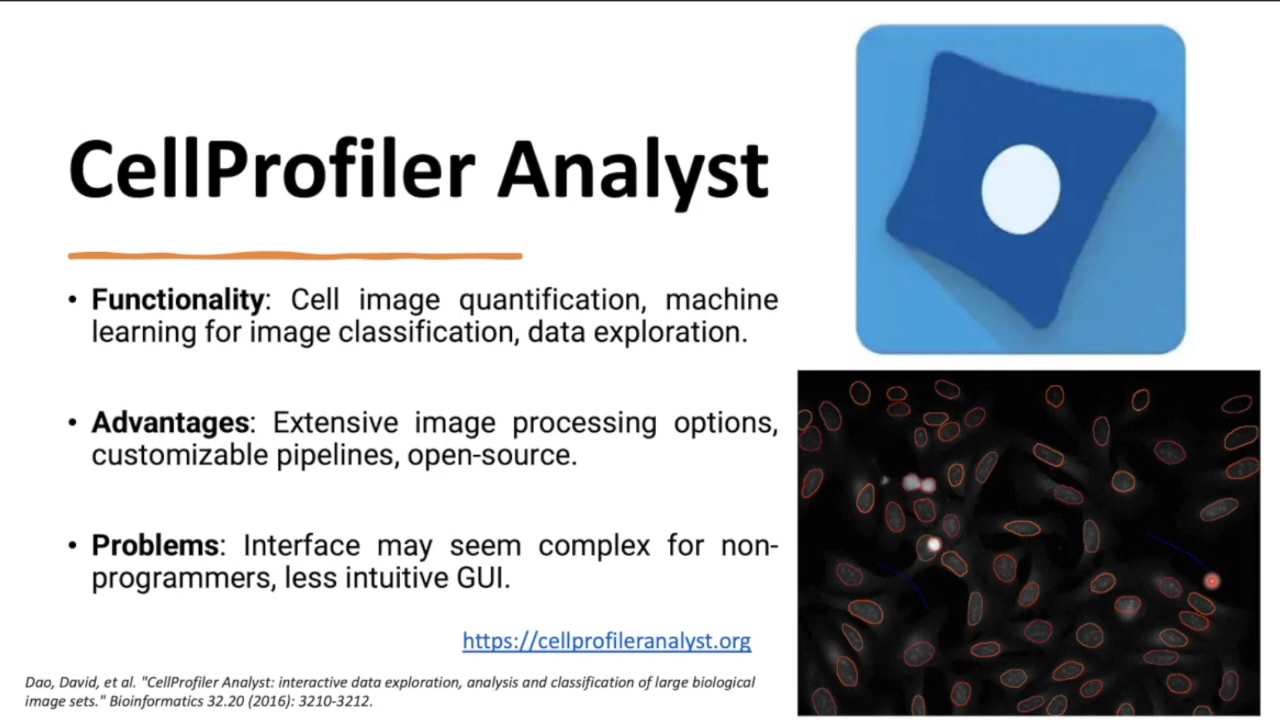 CellProfiler Analyst
• Functionality: Cell image quantification, machine
learning for image classification, data exploration.
• Advantages: Extensive image processing options,
customizable pipelines, open-source.
• Problems: Interface may seem complex for non-
programmers, less intuitive GUI.
https://cellprofileranalyst.org
Dao, David, et al. "CellProfiler Analyst: interactive data exploration, analysis and classification of large biological
image sets." Bioinformatics 32.20 (2016): 3210-3212.